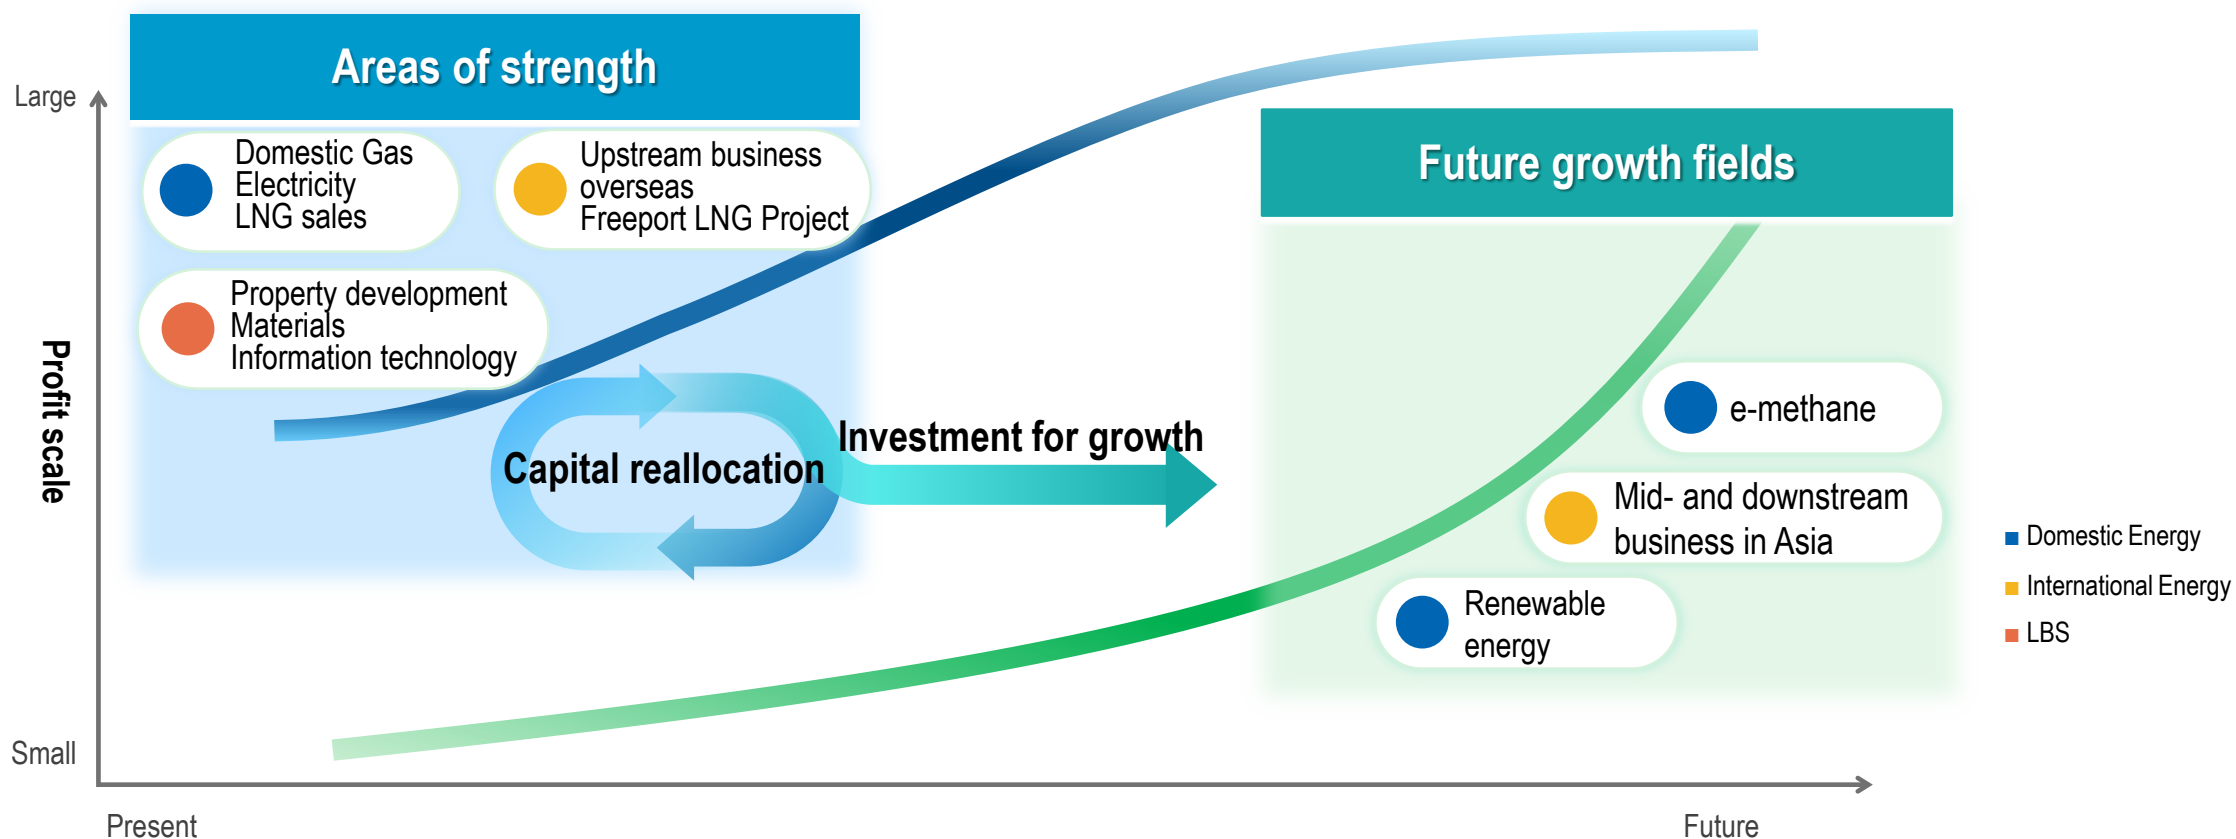 Areas of strength
Large
Domestic Gas
Electricity
LNG sales
Upstream business
overseas
Freeport LNG Project
Property development
Materials
Information technology
Profit scale
Capital reallocation
Investment for growth
Future growth fields
e-methane
Mid- and downstream
business in Asia
Renewable
energy
Domestic Energy
International Energy
LBS
Small
Present
Future